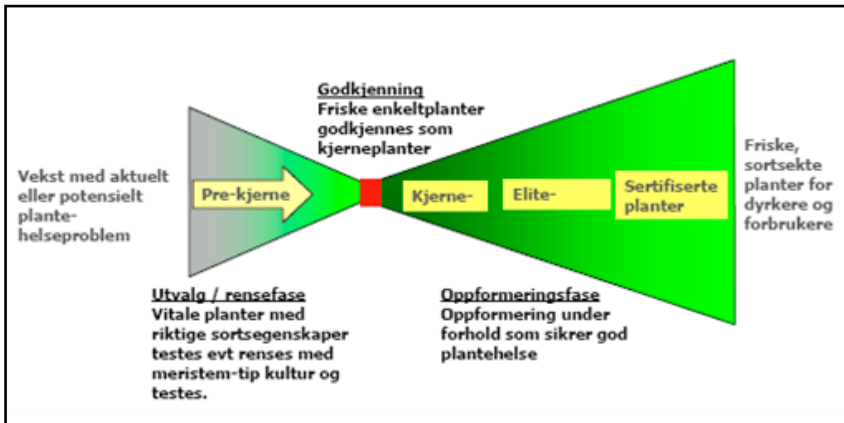 Vekst med aktuelt
eller potensielt
plante-
helseproblem
Pre-kjerne
Utvalg / rensefase
Vitale planter med
riktige sortsegenskaper
testes evt renses med
meristem-tip kultur og
testes.
Godkjenning
Friske enkeltplanter
godkjennes som
kjerneplanter
Kjerne-
Elite-
Sertifiserte
planter
Oppformeringsfase
Oppformering under
forhold som sikrer god
plantehelse
Friske,
sortsekte
planter for
dyrkere og
forbrukere